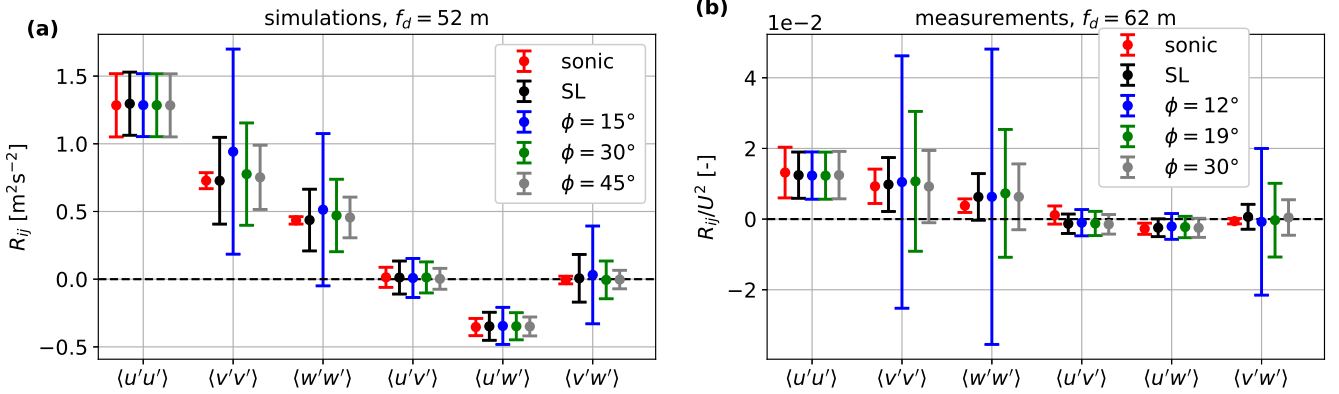 (a)
simulations, f_d = 52 m
R_ij [m²s⁻²]
1.5
1.0
0.5
0.0
−0.5
sonic
SL
ϕ = 15°
ϕ = 30°
ϕ = 45°
⟨u′u′⟩ ⟨v′v′⟩ ⟨w′w′⟩ ⟨u′v′⟩ ⟨u′w′⟩ ⟨v′w′⟩
(b)
1e−2
measurements, f_d = 62 m
R_ij/U² [-]
4
2
0
−2
sonic
SL
ϕ = 12°
ϕ = 19°
ϕ = 30°
⟨u′u′⟩ ⟨v′v′⟩ ⟨w′w′⟩ ⟨u′v′⟩ ⟨u′w′⟩ ⟨v′w′⟩